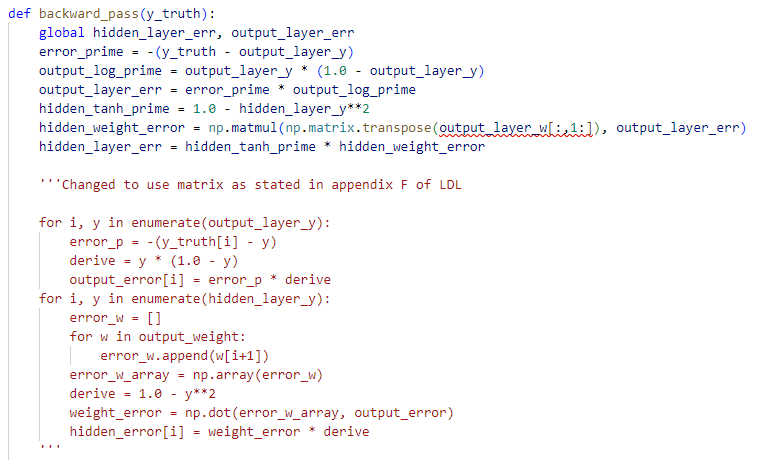 def backward_pass(y_truth):
    global hidden_layer_err, output_layer_err
    error_prime = -(y_truth - output_layer_y)
    output_log_prime = output_layer_y * (1.0 - output_layer_y)
    output_layer_err = error_prime * output_log_prime
    hidden_tanh_prime = 1.0 - hidden_layer_y**2
    hidden_weight_error = np.matmul(np.matrix.transpose(output_layer_w[:,1:]), output_layer_err)
    hidden_layer_err = hidden_tanh_prime * hidden_weight_error

    '''Changed to use matrix as stated in appendix F of LDL

    for i, y in enumerate(output_layer_y):
        error_p = -(y_truth[i] - y)
        derive = y * (1.0 - y)
        output_error[i] = error_p * derive
    for i, y in enumerate(hidden_layer_y):
        error_w = []
        for w in output_weight:
            error_w.append(w[i+1])
        error_w_array = np.array(error_w)
        derive = 1.0 - y**2
        weight_error = np.dot(error_w_array, output_error)
        hidden_error[i] = weight_error * derive
    '''